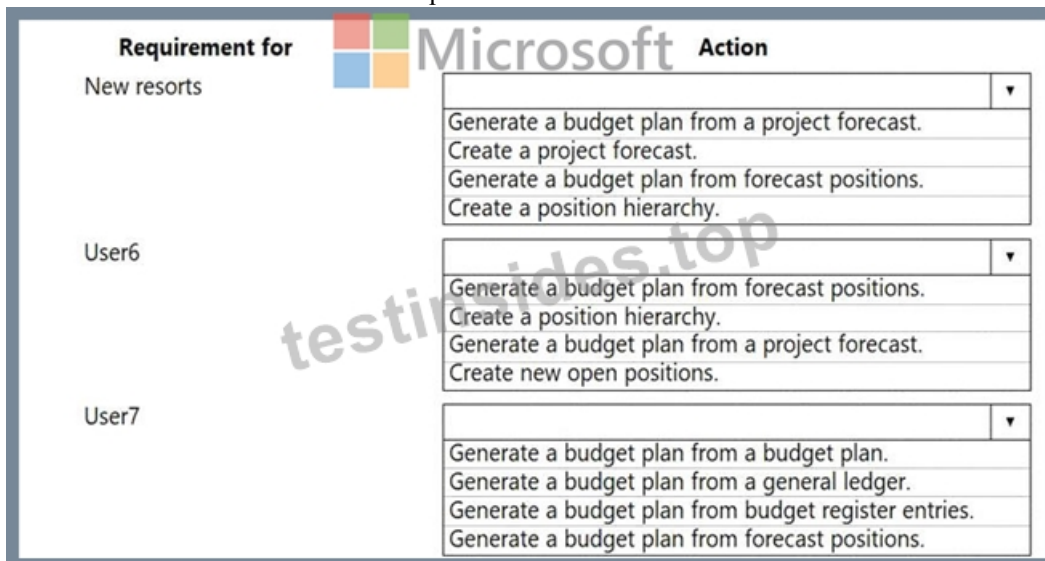 Microsoft
Requirement for Action
New resorts
Generate a budget plan from a project forecast.
Create a project forecast.
Generate a budget plan from forecast positions.
Create a position hierarchy.
User6
Generate a budget plan from forecast positions.
Create a position hierarchy.
Generate a budget plan from a project forecast.
Create new open positions.
testinsides.top
User7
Generate a budget plan from a budget plan.
Generate a budget plan from a general ledger.
Generate a budget plan from budget register entries.
Generate a budget plan from forecast positions.